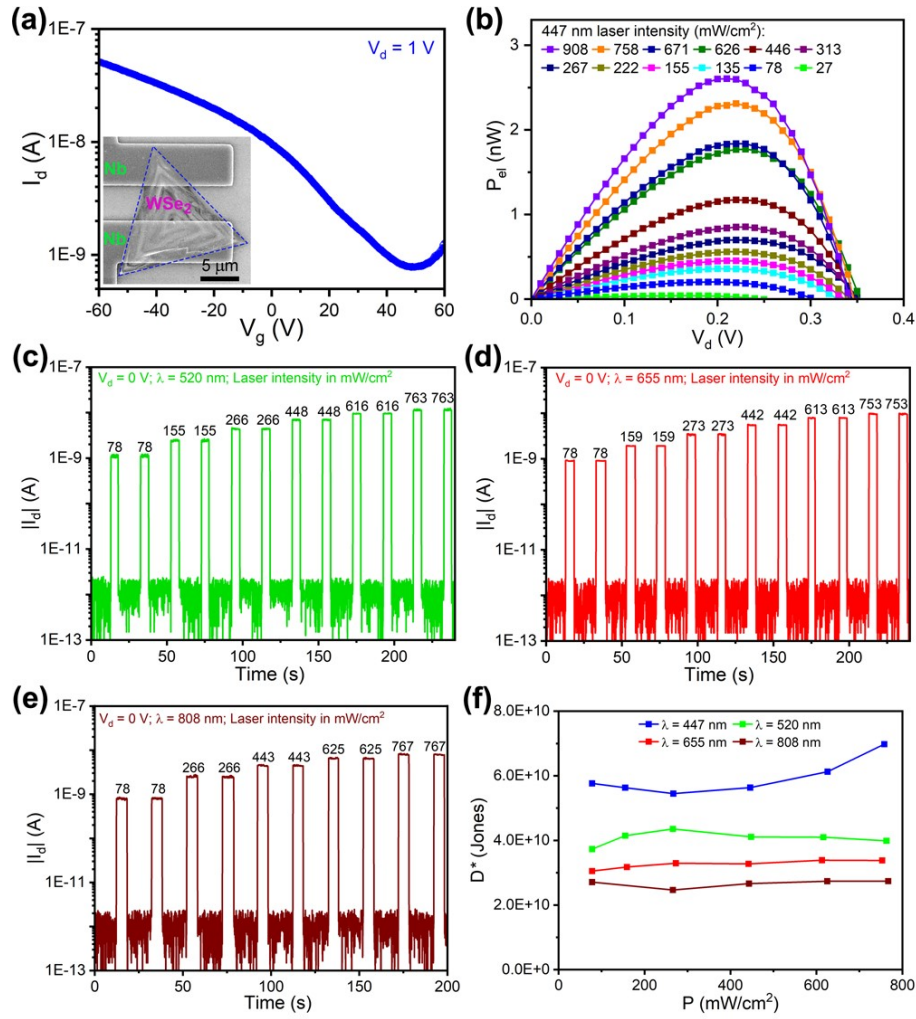 (a)
1E-7
1E-8
1E-9
I_d (A)
V_d = 1 V
Nb
WSe₂
Nb
5 μm
-60 -40 -20 0 20 40 60
V_g (V)
(b)
447 nm laser intensity (mW/cm²):
908 758 671 626 446 313
267 222 155 135 78 27
3
2
1
0
P_el (nW)
0.0 0.1 0.2 0.3 0.4
V_d (V)
(c)
V_d = 0 V; λ = 520 nm; Laser intensity in mW/cm²
78 78 155 155 266 266 448 448 616 616 763 763
1E-7
1E-9
1E-11
1E-13
|I_d| (A)
0 50 100 150 200
Time (s)
(d)
V_d = 0 V; λ = 655 nm; Laser intensity in mW/cm²
78 78 159 159 273 273 442 442 613 613 753 753
1E-7
1E-9
1E-11
1E-13
|I_d| (A)
0 50 100 150 200
Time (s)
(e)
V_d = 0 V; λ = 808 nm; Laser intensity in mW/cm²
78 78 266 266 443 443 625 625 767 767
1E-7
1E-9
1E-11
1E-13
|I_d| (A)
0 50 100 150 200
Time (s)
(f)
λ = 447 nm λ = 520 nm
λ = 655 nm λ = 808 nm
8.0E+10
6.0E+10
4.0E+10
2.0E+10
0.0E+0
D* (Jones)
0 200 400 600 800
P (mW/cm²)